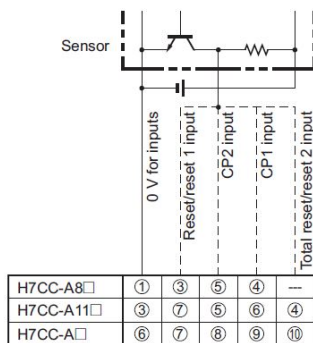 Sensor
0 V for inputs
Reset/reset 1 input
CP2 input
CP1 input
Total reset/reset 2 input
H7CC-A8□ ① ③ ⑤ ④ ---
H7CC-A11□ ③ ⑦ ⑤ ⑥ ④
H7CC-A□ ⑥ ⑦ ⑧ ⑨ ⑩